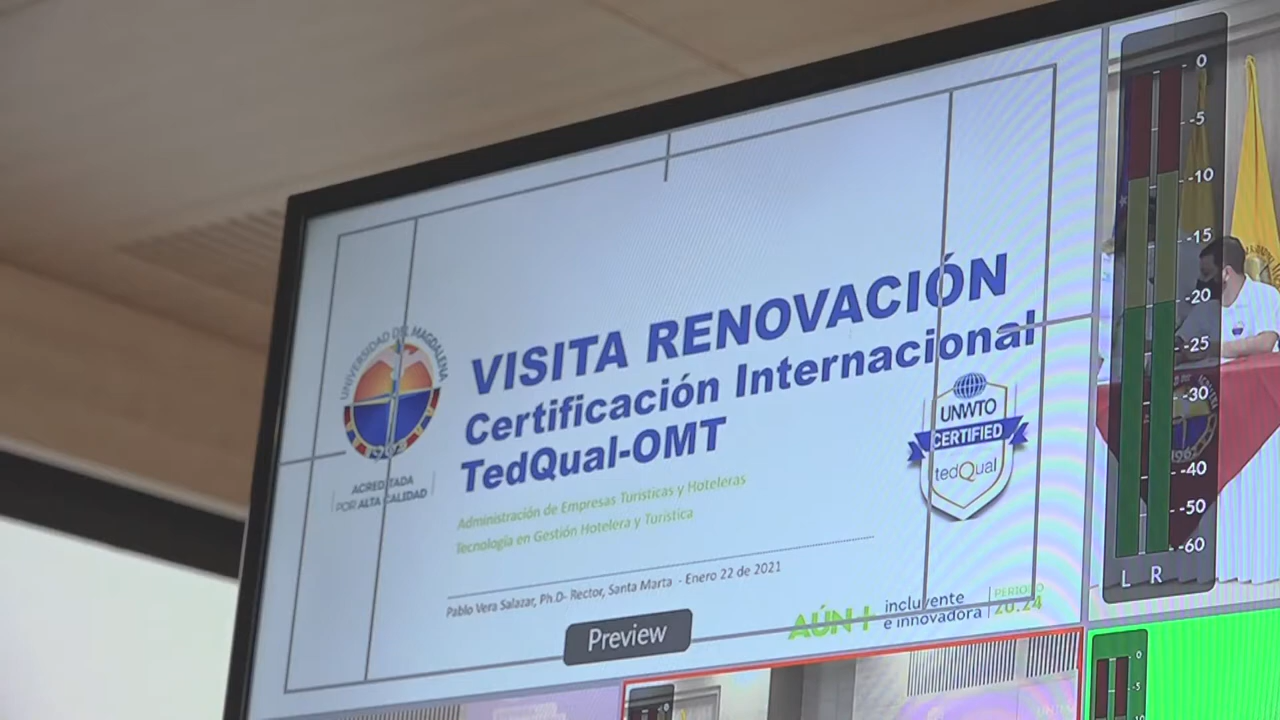 UNIVERSIDAD DEL MAGDALENA
ACREDITADA
POR ALTA CALIDAD
VISITA RENOVACIÓN
Certificación Internacional
TedQual-OMT
UNWTO
CERTIFIED
tedQual
Administración de Empresas Turísticas y Hoteleras
Tecnología en Gestión Hotelera y Turística
Pablo Vera Salazar, Ph.D- Rector, Santa Marta - Enero 22 de 2021
AÚN+
incluyente
e innovadora
PERIODO
20.24
Preview
0
-5
-10
-15
-20
-25
-30
-40
-50
-60
L R
0
-5